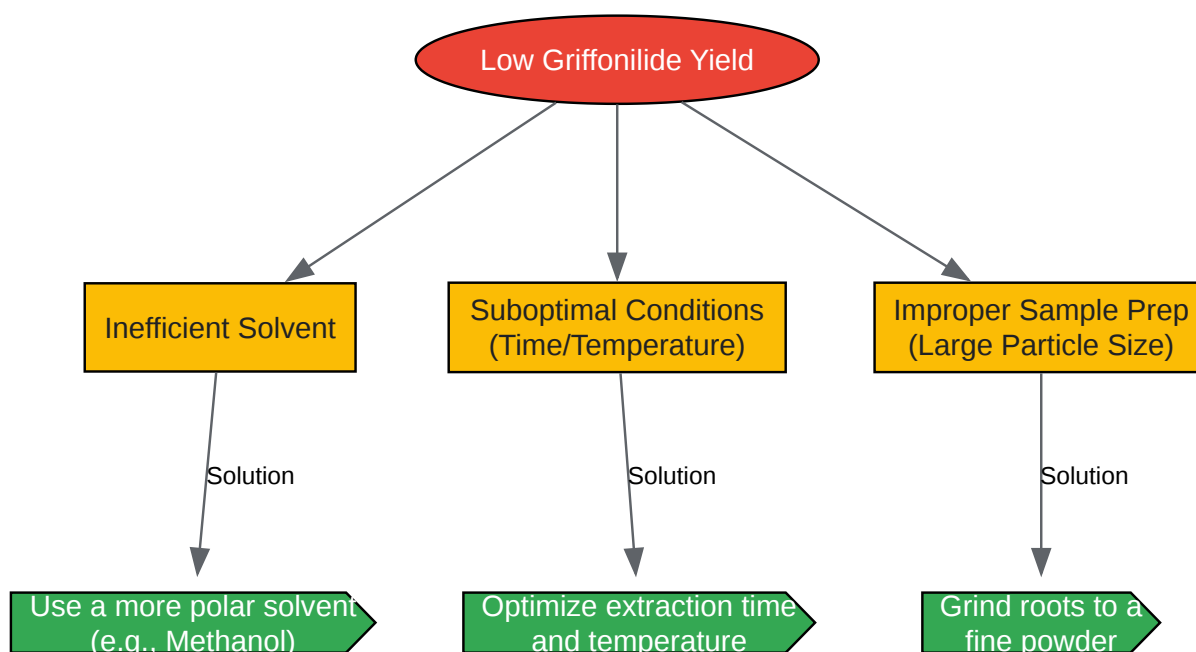 Low Griffonilide Yield
Inefficient Solvent
Suboptimal Conditions
(Time/Temperature)
Improper Sample Prep
(Large Particle Size)
Solution
Solution
Solution
Use a more polar solvent
(e.g., Methanol)
Optimize extraction time
and temperature
Grind roots to a
fine powder